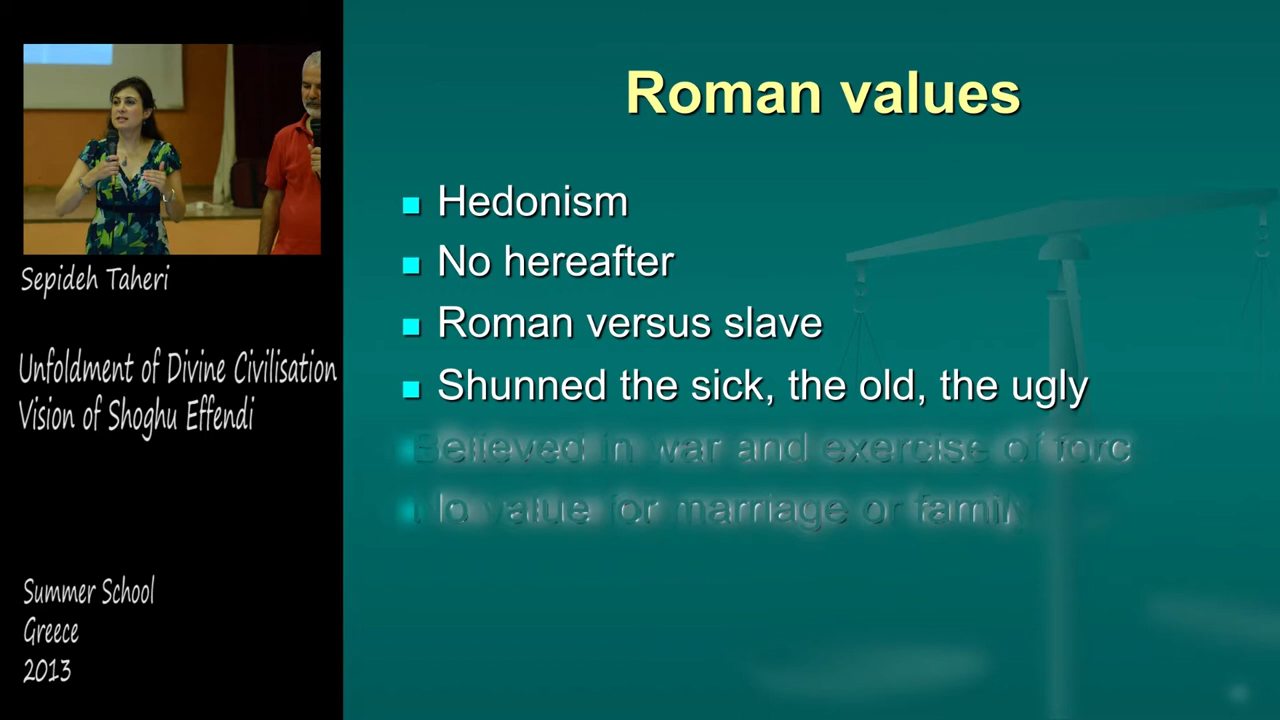 Sepideh Taheri
Unfoldment of Divine Civilisation
Vision of Shoghu Effendi
Summer School
Greece
2013
Roman values
Hedonism
No hereafter
Roman versus slave
Shunned the sick, the old, the ugly
Believed in war and exercise of forc
No value for marriage or family